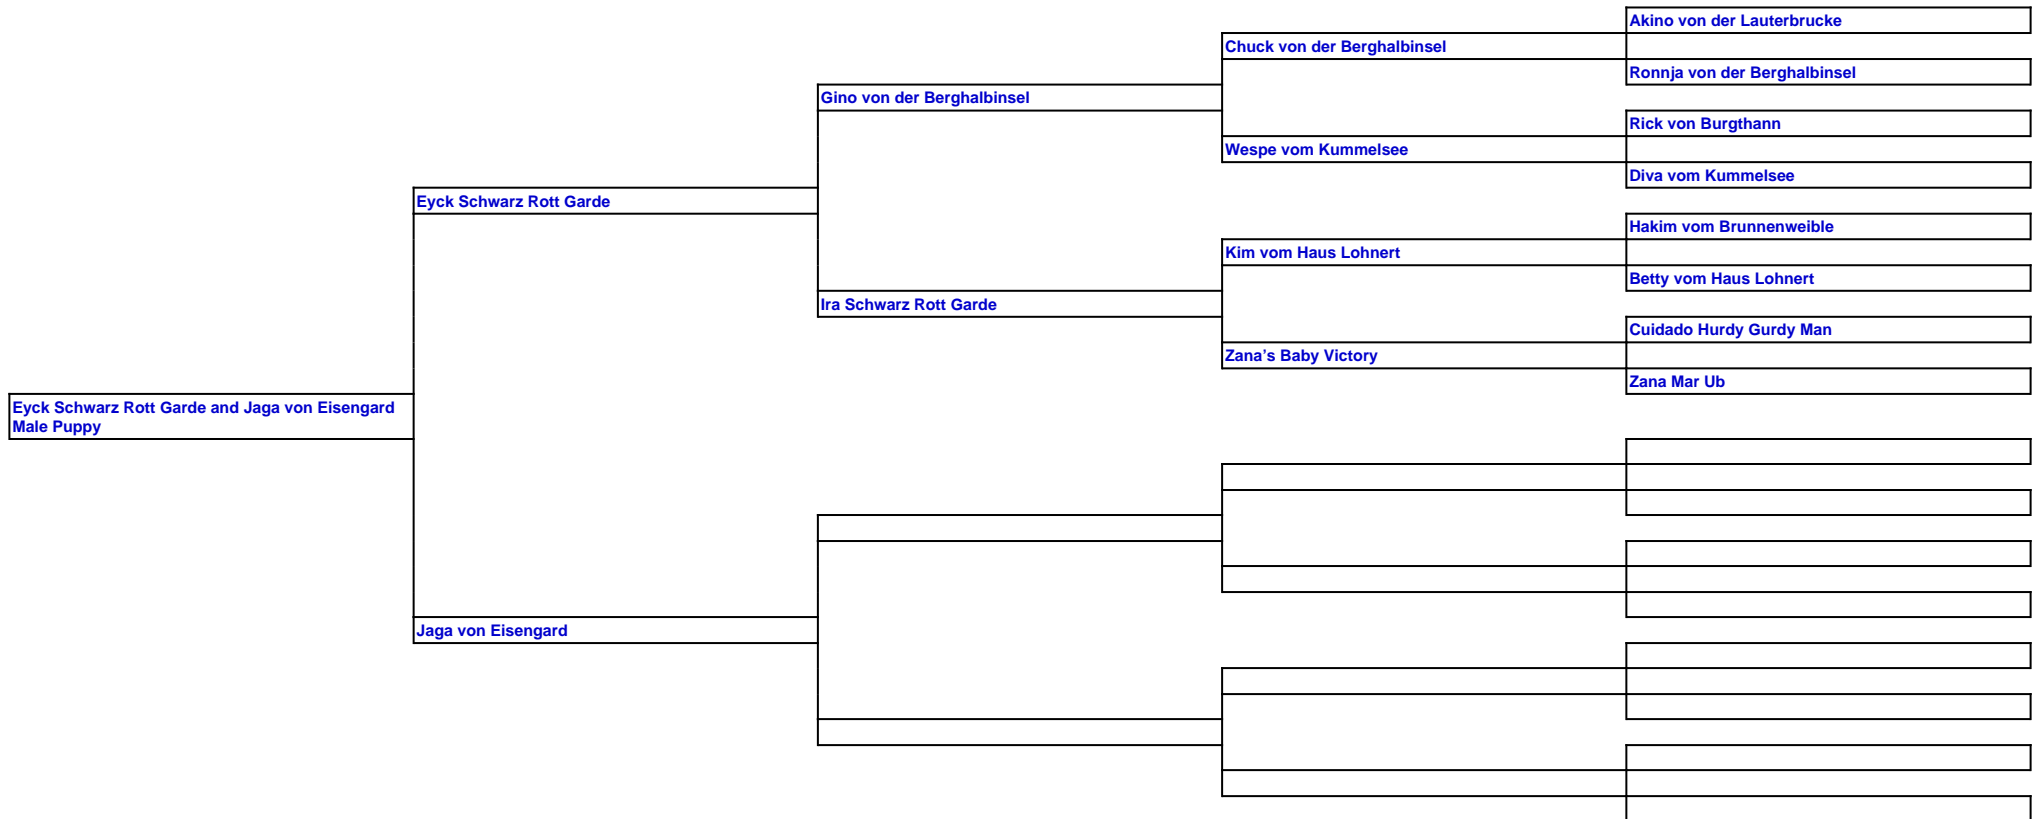 Akino von der Lauterbrucke
Chuck von der Berghalbinsel
Ronnja von der Berghalbinsel
Gino von der Berghalbinsel
Rick von Burgthann
Wespe vom Kummelsee
Diva vom Kummelsee
Eyck Schwarz Rott Garde
Hakim vom Brunnenweible
Kim vom Haus Lohnert
Betty vom Haus Lohnert
Ira Schwarz Rott Garde
Cuidado Hurdy Gurdy Man
Zana’s Baby Victory
Zana Mar Ub
Eyck Schwarz Rott Garde and Jaga von Eisengard
Male Puppy
Jaga von Eisengard